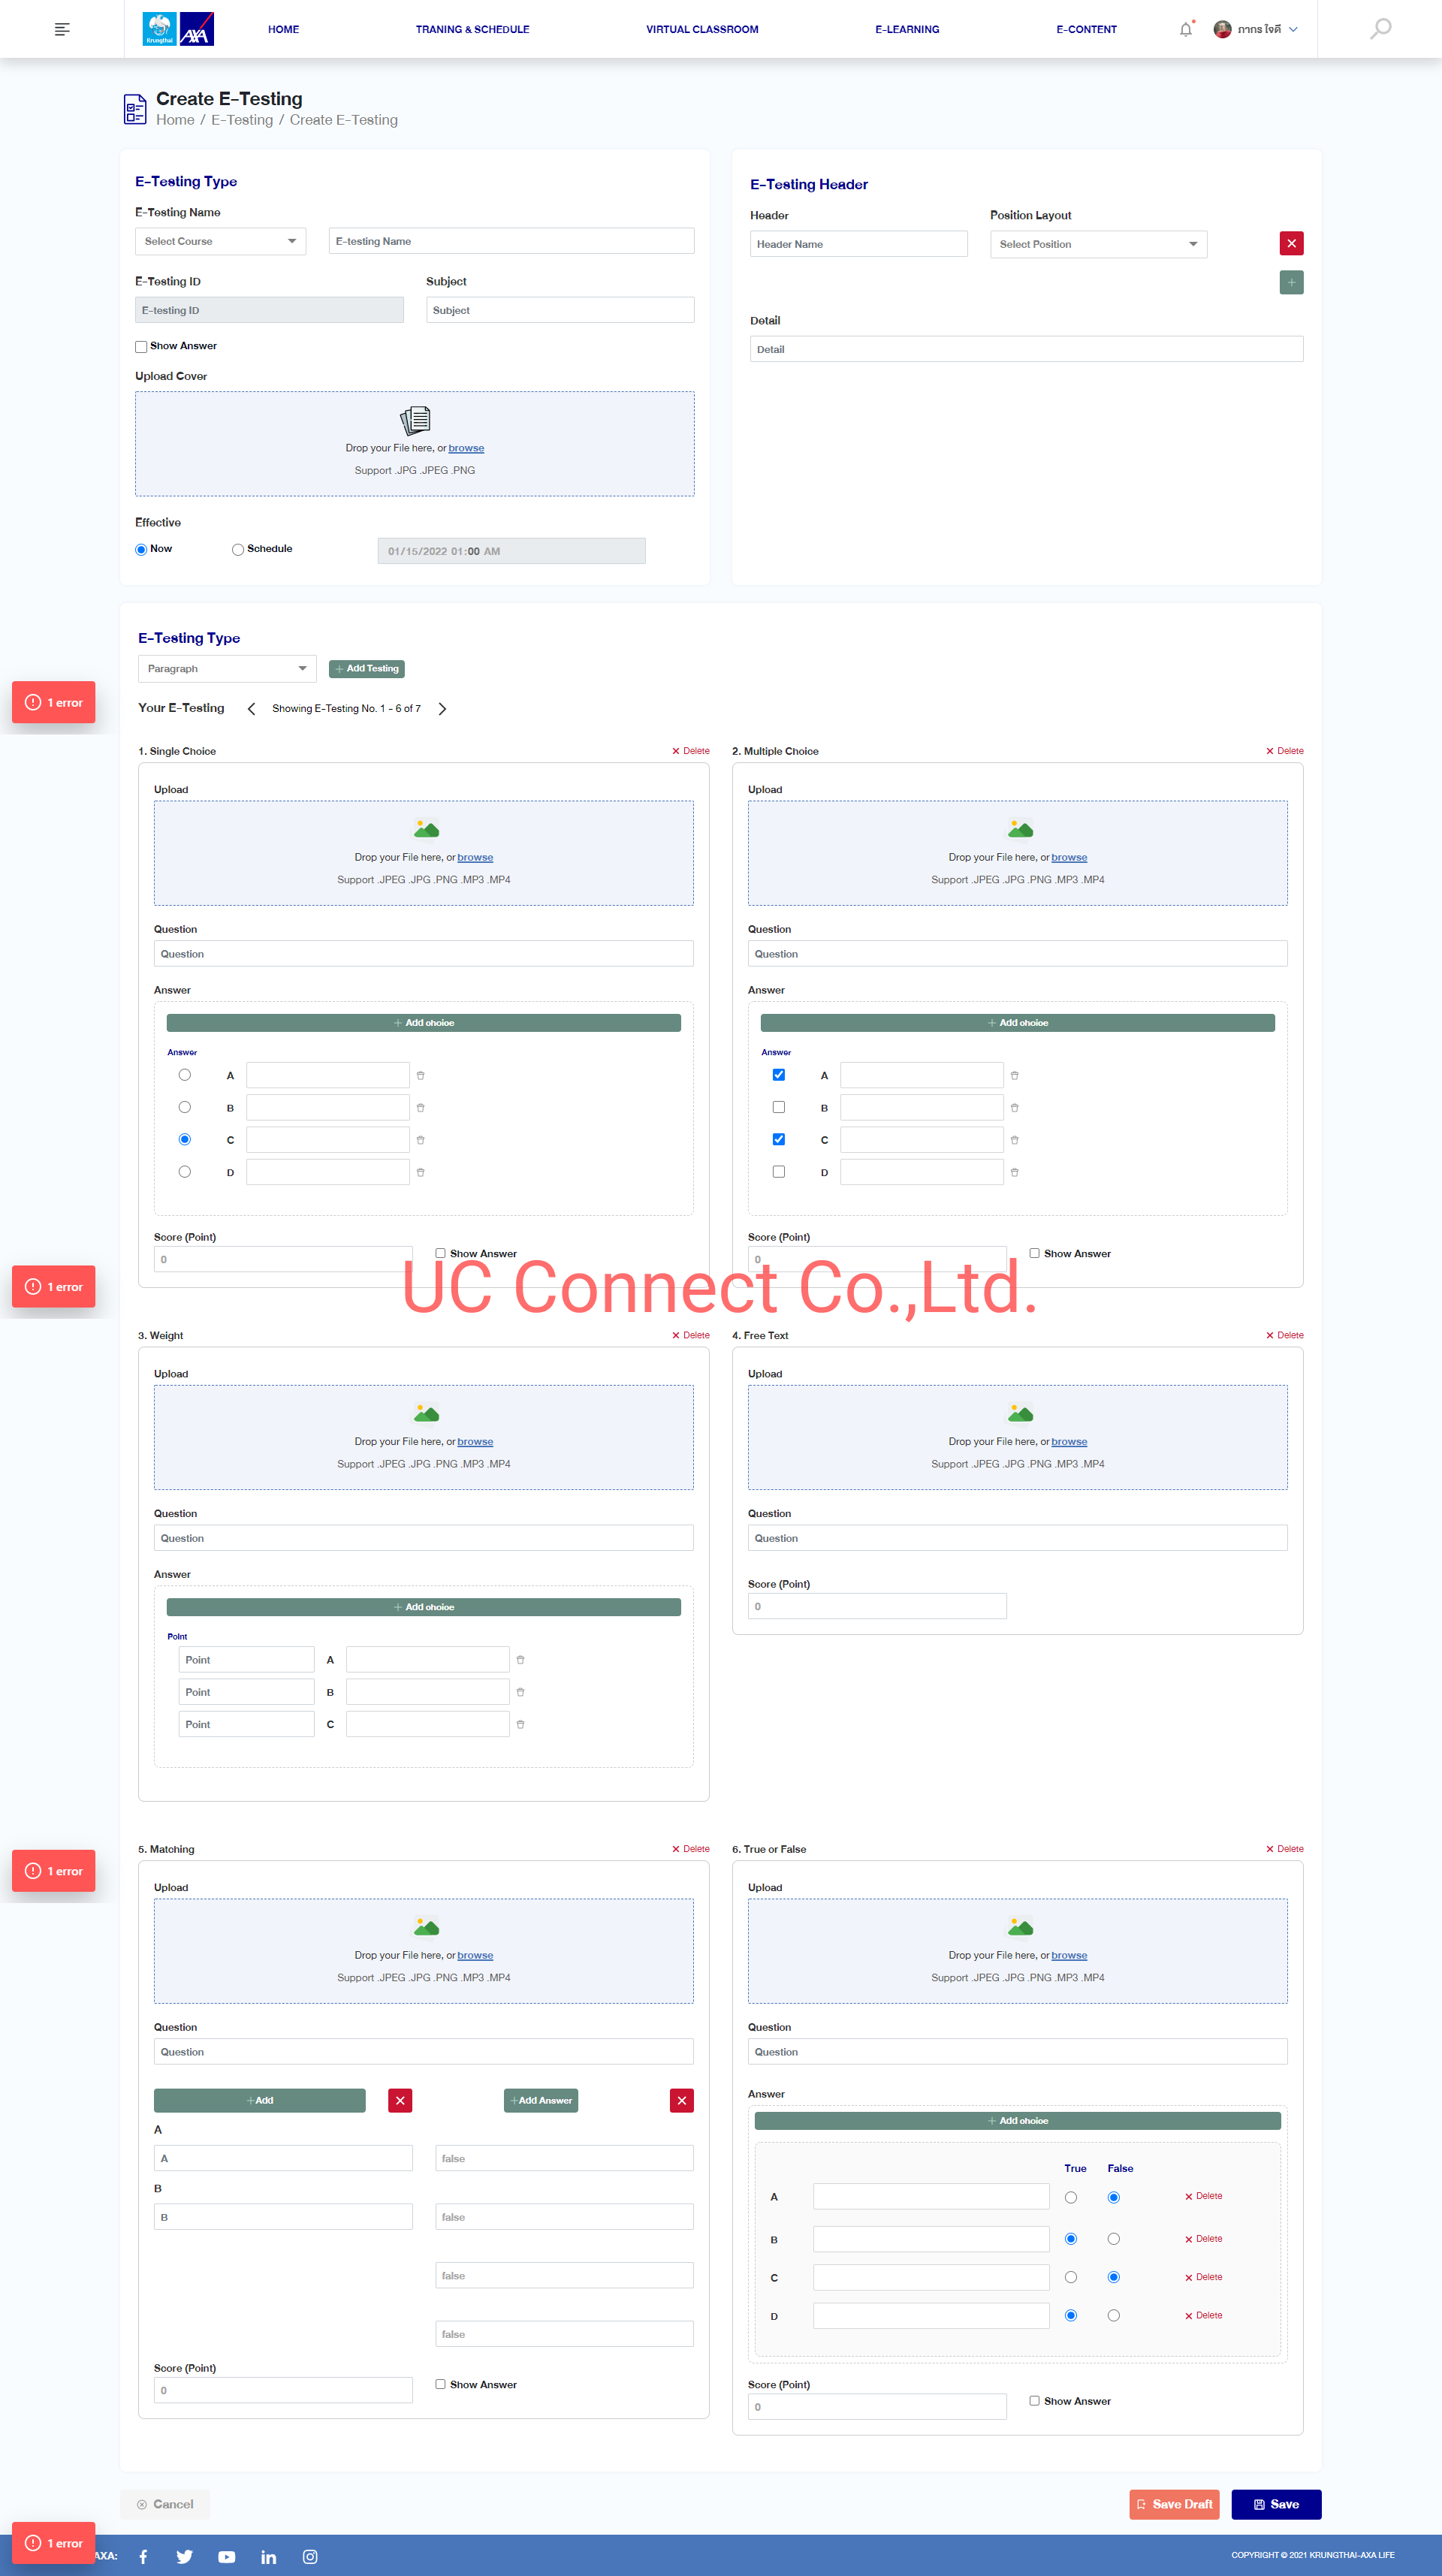 Krungthai AXA HOME TRANING & SCHEDULE VIRTUAL CLASSROOM E-LEARNING E-CONTENT ภากร ใจดี
Create E-Testing
Home / E-Testing / Create E-Testing
E-Testing Type
E-Testing Name
Select Course E-testing Name
E-Testing ID Subject
E-testing ID Subject
Show Answer
Upload Cover
Drop your File here, or browse
Support .JPG .JPEG .PNG
Effective
Now Schedule 01/15/2022 01:00 AM
E-Testing Header
Header Position Layout
Header Name Select Position
Detail
Detail
E-Testing Type
Paragraph + Add Testing
1 error
Your E-Testing Showing E-Testing No. 1 - 6 of 7
1. Single Choice Delete
Upload
Drop your File here, or browse
Support .JPEG .JPG .PNG .MP3 .MP4
Question
Question
Answer
+ Add choice
Answer
A
B
C
D
Score (Point)
0 Show Answer
2. Multiple Choice Delete
Upload
Drop your File here, or browse
Support .JPEG .JPG .PNG .MP3 .MP4
Question
Question
Answer
+ Add choice
Answer
A
B
C
D
Score (Point)
0 Show Answer
1 error
UC Connect Co.,Ltd.
3. Weight Delete
Upload
Drop your File here, or browse
Support .JPEG .JPG .PNG .MP3 .MP4
Question
Question
Answer
+ Add choice
Point
Point A
Point B
Point C
4. Free Text Delete
Upload
Drop your File here, or browse
Support .JPEG .JPG .PNG .MP3 .MP4
Question
Question
Score (Point)
0
1 error
5. Matching Delete
Upload
Drop your File here, or browse
Support .JPEG .JPG .PNG .MP3 .MP4
Question
Question
+Add +Add Answer
A
A false
B
B false
false
false
Score (Point)
0 Show Answer
6. True or False Delete
Upload
Drop your File here, or browse
Support .JPEG .JPG .PNG .MP3 .MP4
Question
Question
Answer
+ Add choice
True False
A Delete
B Delete
C Delete
D Delete
Score (Point)
0 Show Answer
Cancel Save Draft Save
1 error
AXA: COPYRIGHT @ 2021 KRUNGTHAI-AXA LIFE